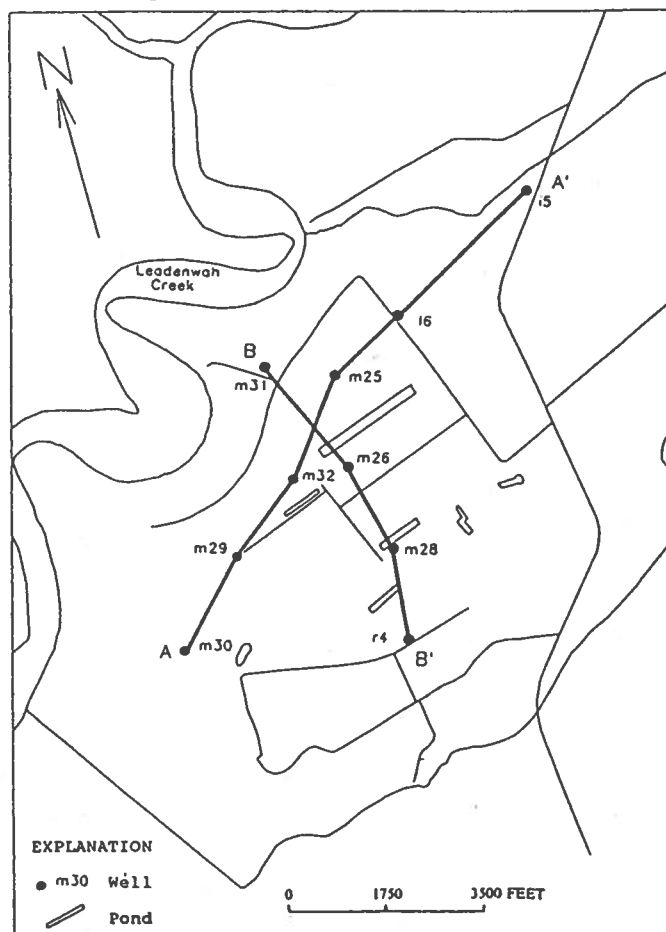 N
A'
i5
Leadenwah
Creek
i6
B
m31
m25
m26
m32
m29
m28
A
m30
r4
B'
EXPLANATION
m30 Well
Pond
0 1750 3500 FEET